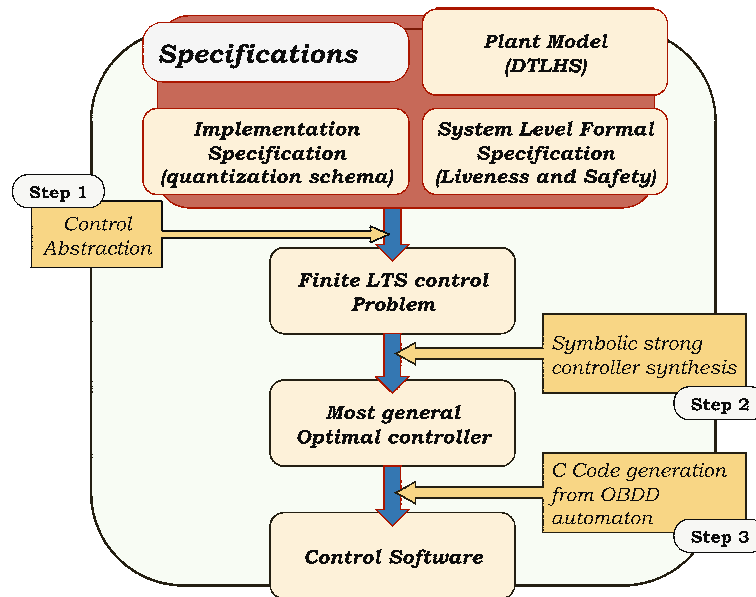 Specifications
Plant Model
(DTLHS)
Implementation
Specification
(quantization schema)
System Level Formal
Specification
(Liveness and Safety)
Step 1
Control
Abstraction
Finite LTS control
Problem
Symbolic strong
controller synthesis
Step 2
Most general
Optimal controller
C Code generation
from OBDD
automaton
Step 3
Control Software